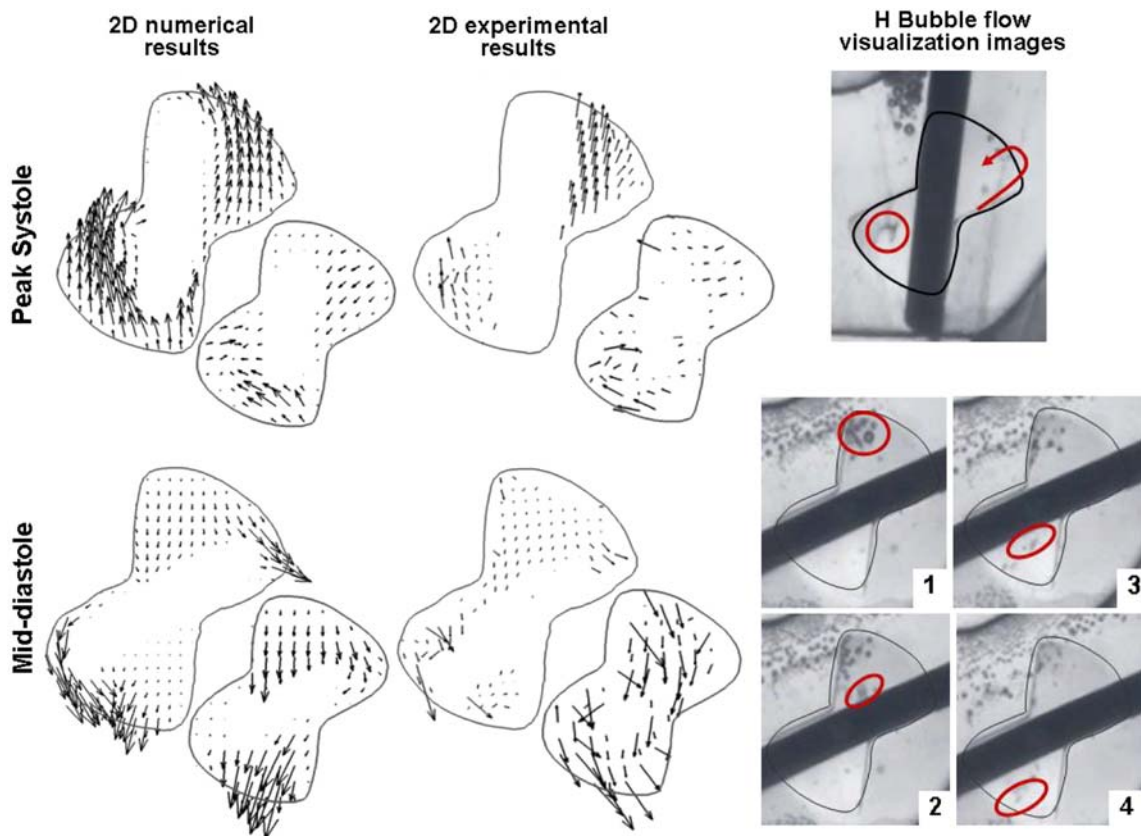 2D numerical
results
2D experimental
results
H Bubble flow
visualization images
Peak Systole
Mid-diastole
1
3
2
4